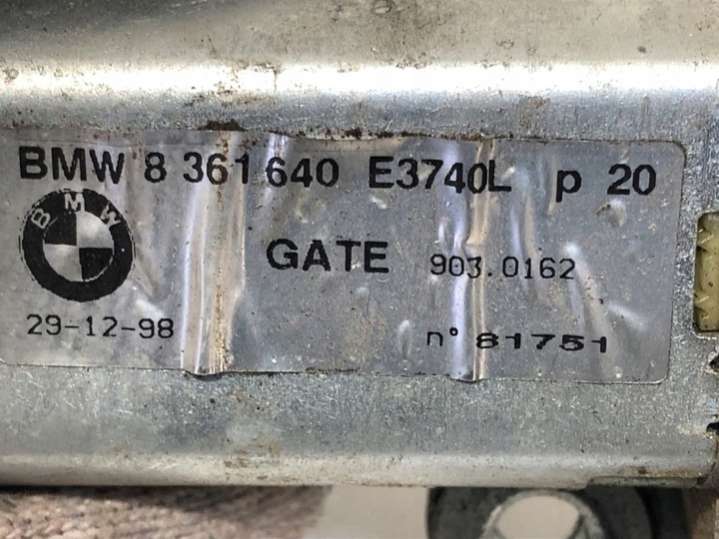 BMW 8 361 640 E3740L p 20
BMW
GATE 903.0162
29-12-98 n° 81751